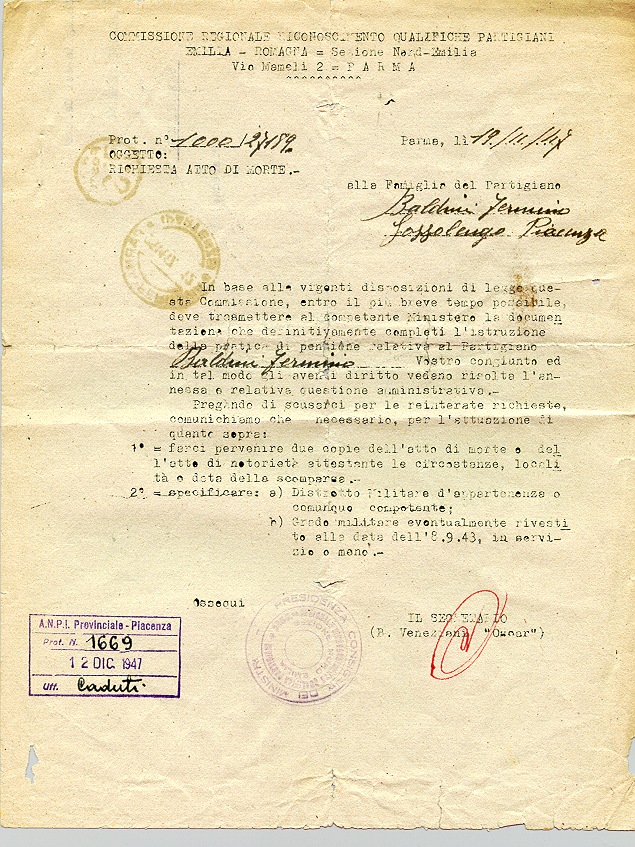 COMMISSIONE REGIONALE RICONOSCIMENTO QUALIFICHE PARTIGIANI
EMILIA - ROMAGNA = Sezione Nord-Emilia
Via Mameli 2 = P A R M A
^^^^^^^^^^
Prot. n° 1000/27189 Parma, lì 19/11/947
OGGETTO:
RICHIESTA ATTO DI MORTE.-
alla Famiglia del Partigiano
Baldini Fermino
Gossolengo Piacenza
In base alle vigenti disposizioni di legge que-
sta Commissione, entro il più breve tempo possibile,
deve trasmettere al competente Ministero la documen
tazione che definitivamente completi l'istruzione
della pratica di pensione relativa al Partigiano
Baldini Fermino Vostro congiunto ed
in tal modo gli aventi diritto vedano risolta l'an-
nessa e relativa questione amministrativa.-
Pregando di scusarci per le reinterate richieste,
comunichiamo che necessario, per l'attuazione di
quanto sopra:
1° = farci pervenire due copie dell'atto di morte o del
l'atto di notorietà attestante le circostanze, locali
tà e data della scomparsa.-
2° = specificare: a) Distretto Militare d'appartenenza o
comunque competente;
b) Grado militare eventualmente rivesti
to alla data dell'8.9.43, in servi-
zio o meno.-
Ossequi
IL SEGRETARIO
(R. Veneziani "Oscar")
A.N.P.I. Provinciale - Piacenza
Prot. N. 1669
12 DIC 1947
Uff. Caduti
PRESIDENZA CONSIGLIO DEI MINISTRI